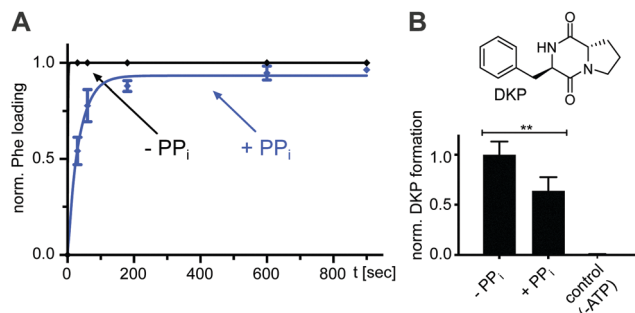 A
norm. Phe loading
1.0
0.5
0.0
0
200
400
600
800
t [sec]
- PPi
+ PPi
B
O
HN
N
O
DKP
norm. DKP formation
1.0
0.5
0.0
**
- PPi
+ PPi
control
(-ATP)